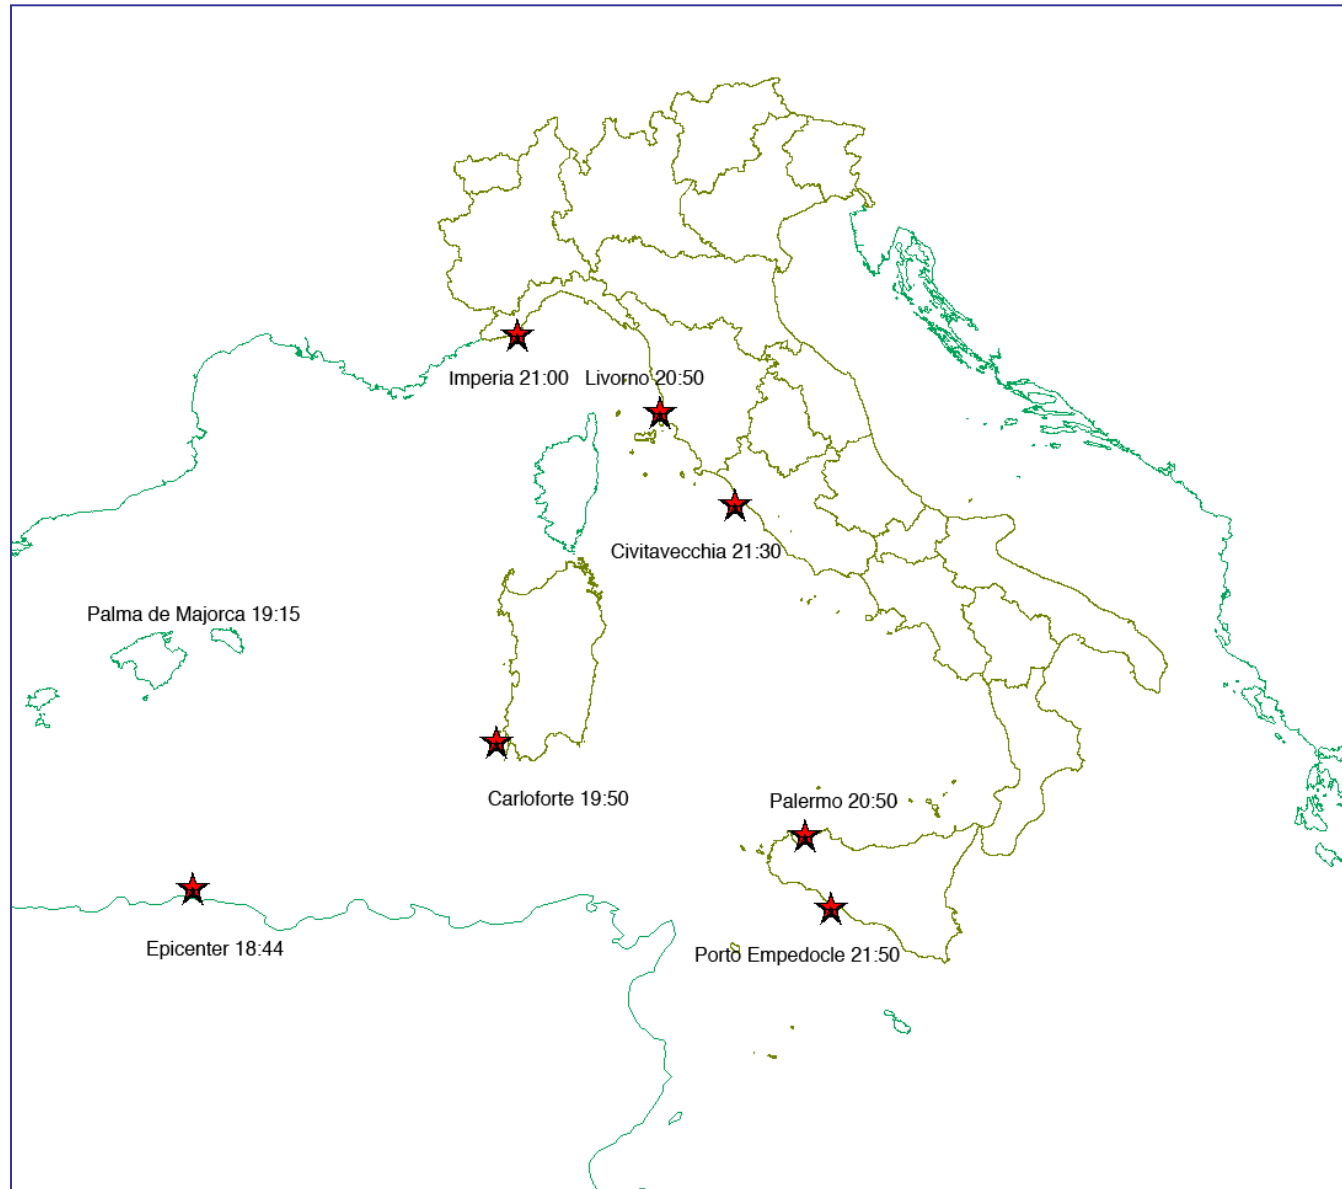 Imperia 21:00
Livorno 20:50
Civitavecchia 21:30
Palma de Majorca 19:15
Carloforte 19:50
Palermo 20:50
Epicenter 18:44
Porto Empedocle 21:50